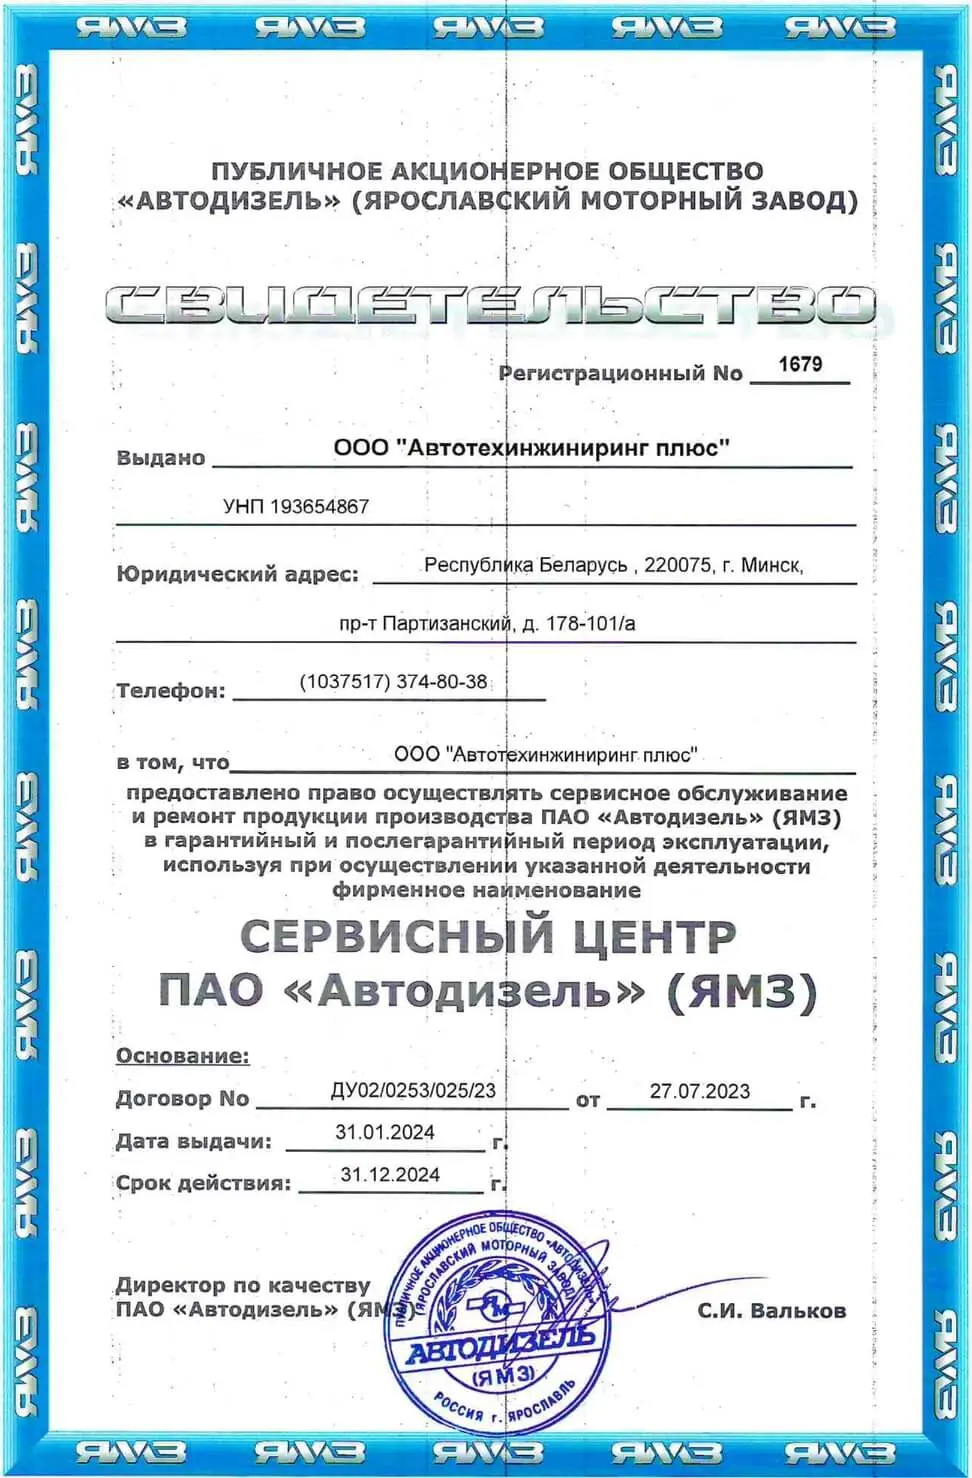 ЯМЗ ЯМЗ ЯМЗ ЯМЗ ЯМЗ
ПУБЛИЧНОЕ АКЦИОНЕРНОЕ ОБЩЕСТВО
«АВТОДИЗЕЛЬ» (ЯРОСЛАВСКИЙ МОТОРНЫЙ ЗАВОД)
СВИДЕТЕЛЬСТВО
Регистрационный No 1679
Выдано ООО "Автотехинжиниринг плюс"
УНП 193654867
Юридический адрес: Республика Беларусь , 220075, г. Минск,
пр-т Партизанский, д. 178-101/а
Телефон: (1037517) 374-80-38
в том, что ООО "Автотехинжиниринг плюс"
предоставлено право осуществлять сервисное обслуживание
и ремонт продукции производства ПАО «Автодизель» (ЯМЗ)
в гарантийный и послегарантийный период эксплуатации,
используя при осуществлении указанной деятельности
фирменное наименование
СЕРВИСНЫЙ ЦЕНТР
ПАО «Автодизель» (ЯМЗ)
Основание:
Договор No ДУ02/0253/025/23 от 27.07.2023 г.
Дата выдачи: 31.01.2024 г.
Срок действия: 31.12.2024 г.
Директор по качеству
ПАО «Автодизель» (ЯМЗ)
С.И. Вальков
ПУБЛИЧНОЕ АКЦИОНЕРНОЕ ОБЩЕСТВО «АВТОДИЗЕЛЬ»
(ЯРОСЛАВСКИЙ МОТОРНЫЙ ЗАВОД)
ЯМ
АВТОДИЗЕЛЬ
(ЯМЗ)
РОССИЯ г. ЯРОСЛАВЛЬ
ЯМЗ ЯМЗ ЯМЗ ЯМЗ ЯМЗ